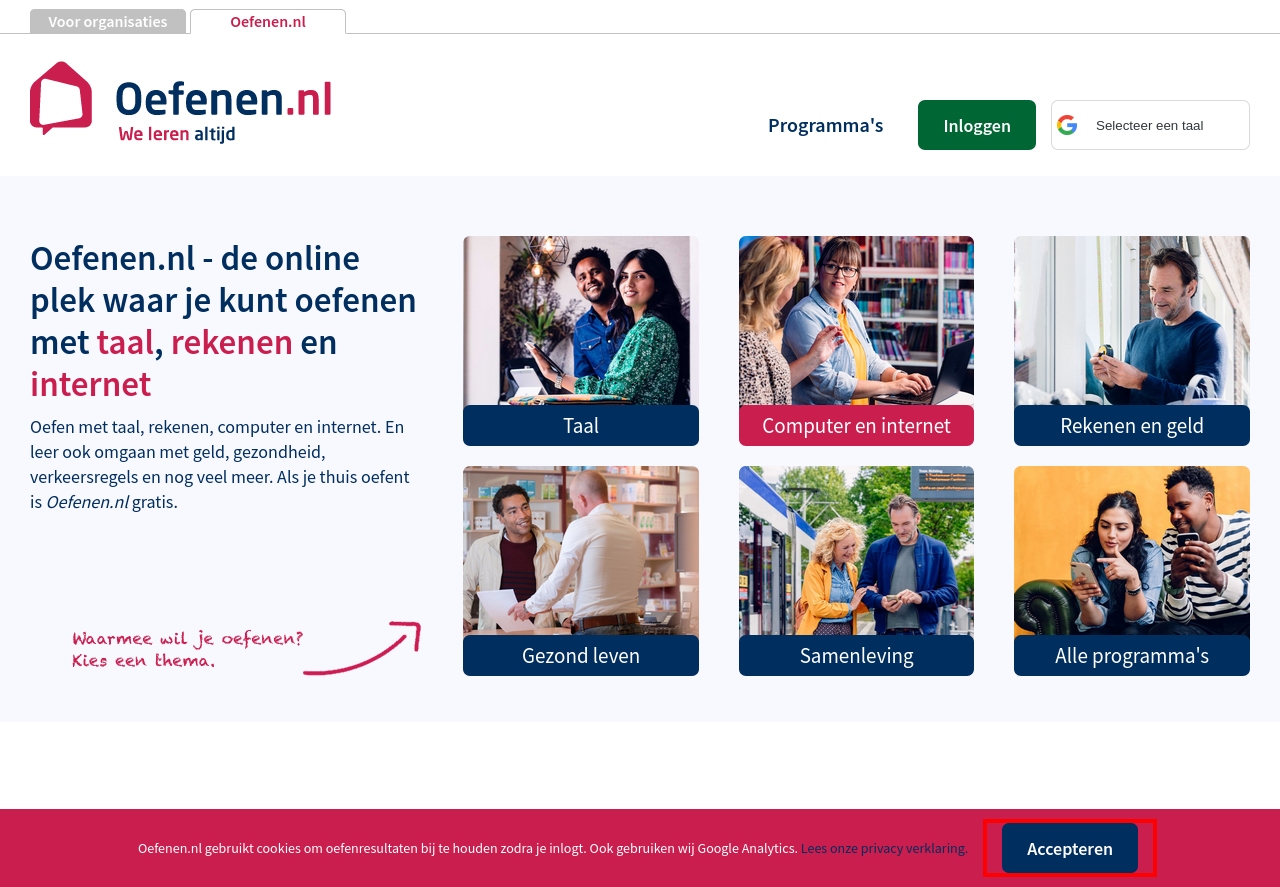 Voor organisaties
Oefenen.nl
Oefenen.nl
We leren altijd
Programma's
Inloggen
Selecteer een taal
Oefenen.nl - de online
plek waar je kunt oefenen
met taal, rekenen en
internet
Oefen met taal, rekenen, computer en internet. En
leer ook omgaan met geld, gezondheid,
verkeersregels en nog veel meer. Als je thuis oefent
is Oefenen.nl gratis.
Waarmee wil je oefenen?
Kies een thema.
Taal
Computer en internet
Rekenen en geld
Gezond leven
Samenleving
Alle programma's
Oefenen.nl gebruikt cookies om oefenresultaten bij te houden zodra je inlogt. Ook gebruiken wij Google Analytics. Lees onze privacy verklaring.
Accepteren